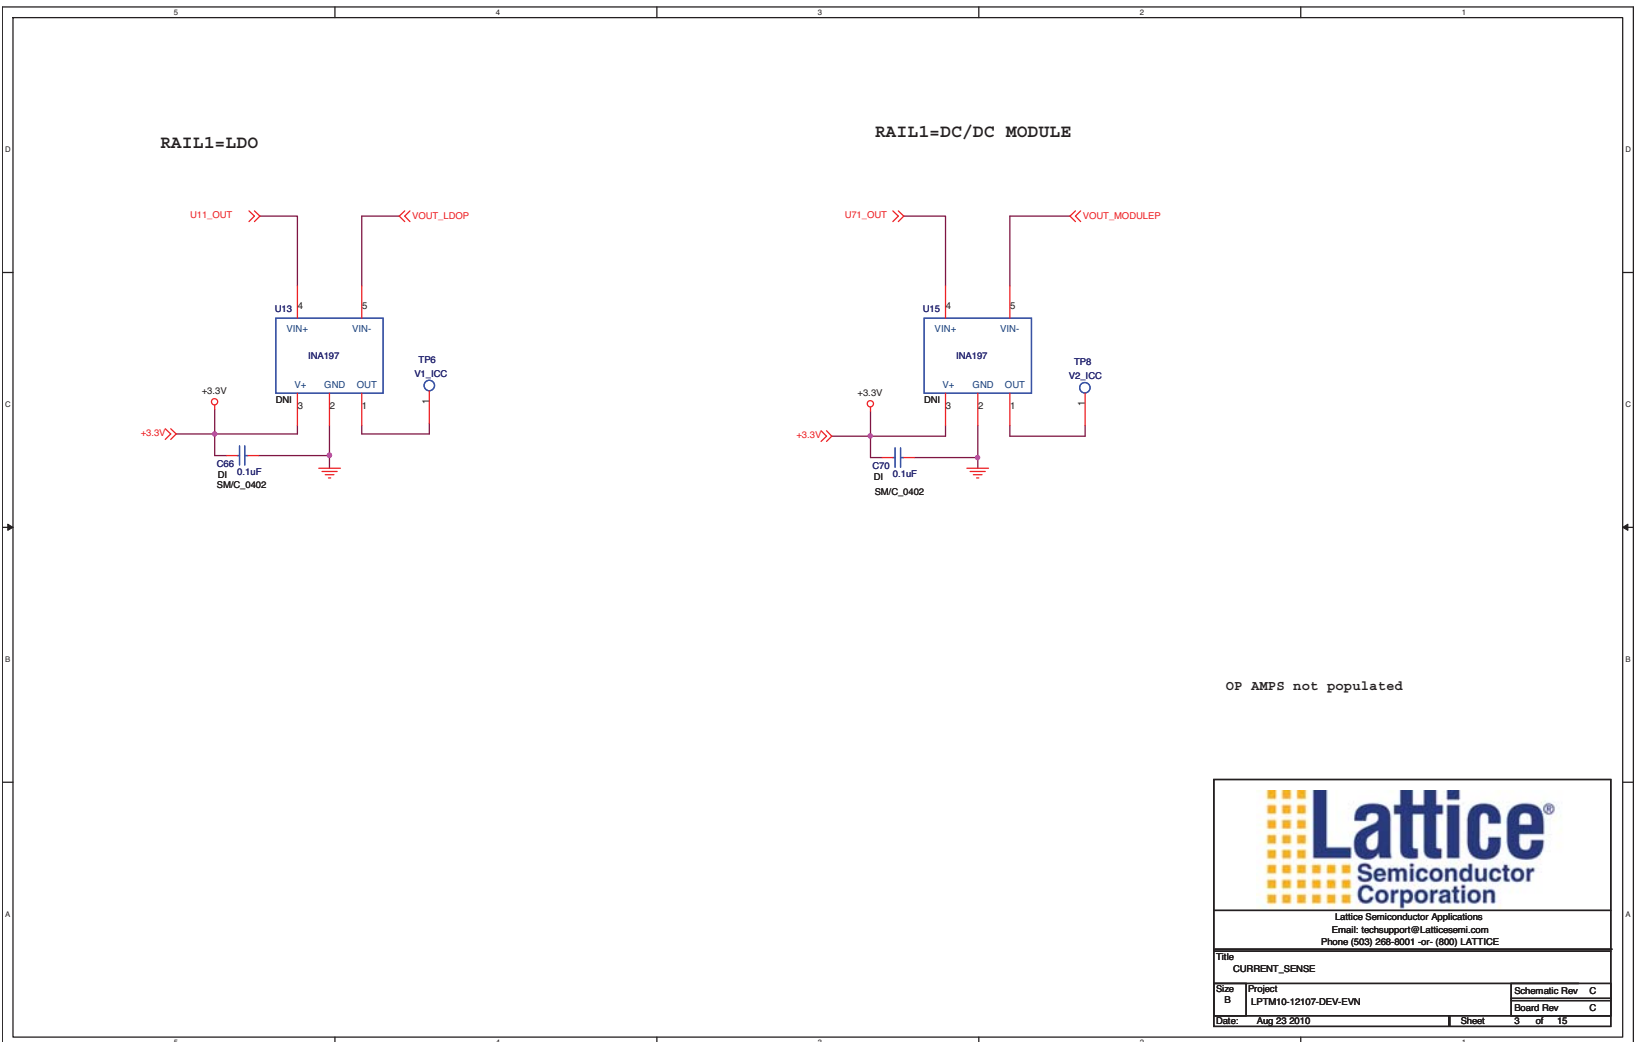 5 4 3 2 1
RAIL1=LDO
RAIL1=DC/DC MODULE
D
D
U11_OUT
VOUT_LDOP
U71_OUT
VOUT_MODULEP
U13 4 5
VIN+ VIN-
INA197
V+ GND OUT
DNI 3 2 1
TP6
V1_ICC
1
+3.3V
+3.3V
C66 0.1uF
DI
SM/C_0402
U15 4 5
VIN+ VIN-
INA197
V+ GND OUT
DNI 3 2 1
TP8
V2_ICC
1
+3.3V
+3.3V
C70 0.1uF
DI
SM/C_0402
C
C
B
B
OP AMPS not populated
A
A
Lattice®
Semiconductor
Corporation
Lattice Semiconductor Applications
Email: techsupport@Latticesemi.com
Phone (503) 268-8001 -or- (800) LATTICE
Title
CURRENT_SENSE
Size Project Schematic Rev C
B LPTM10-12107-DEV-EVN
Board Rev C
Date: Aug 23 2010 Sheet 3 of 15